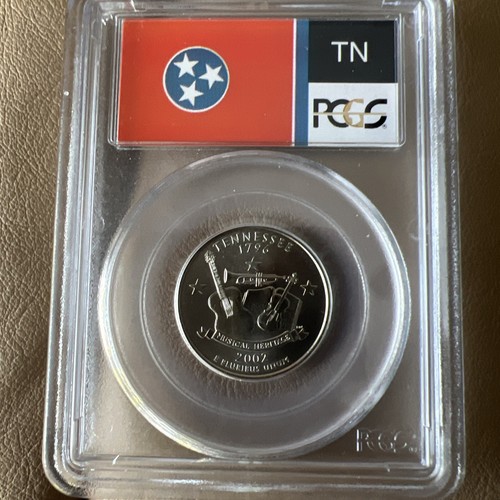 TN
PCGS
TENNESSEE
1796
MUSICAL HERITAGE
2002
E PLURIBUS UNUM
PCGS